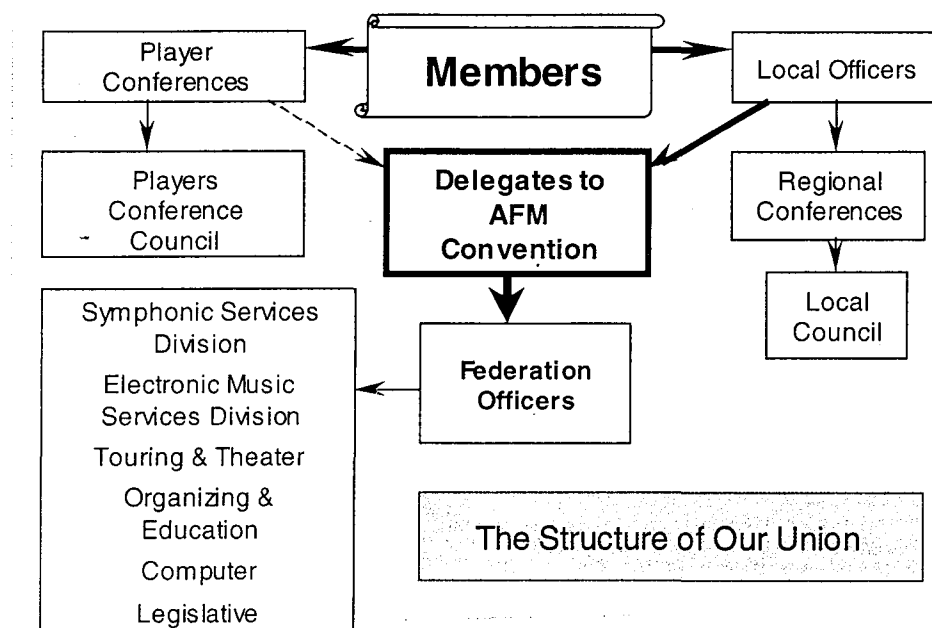 Player
Conferences
Members
Local Officers
Players
Conference
Council
Delegates to
AFM
Convention
Regional
Conferences
Local
Council
Symphonic Services
Division
Electronic Music
Services Division
Touring & Theater
Organizing &
Education
Computer
Legislative
Federation
Officers
The Structure of Our Union